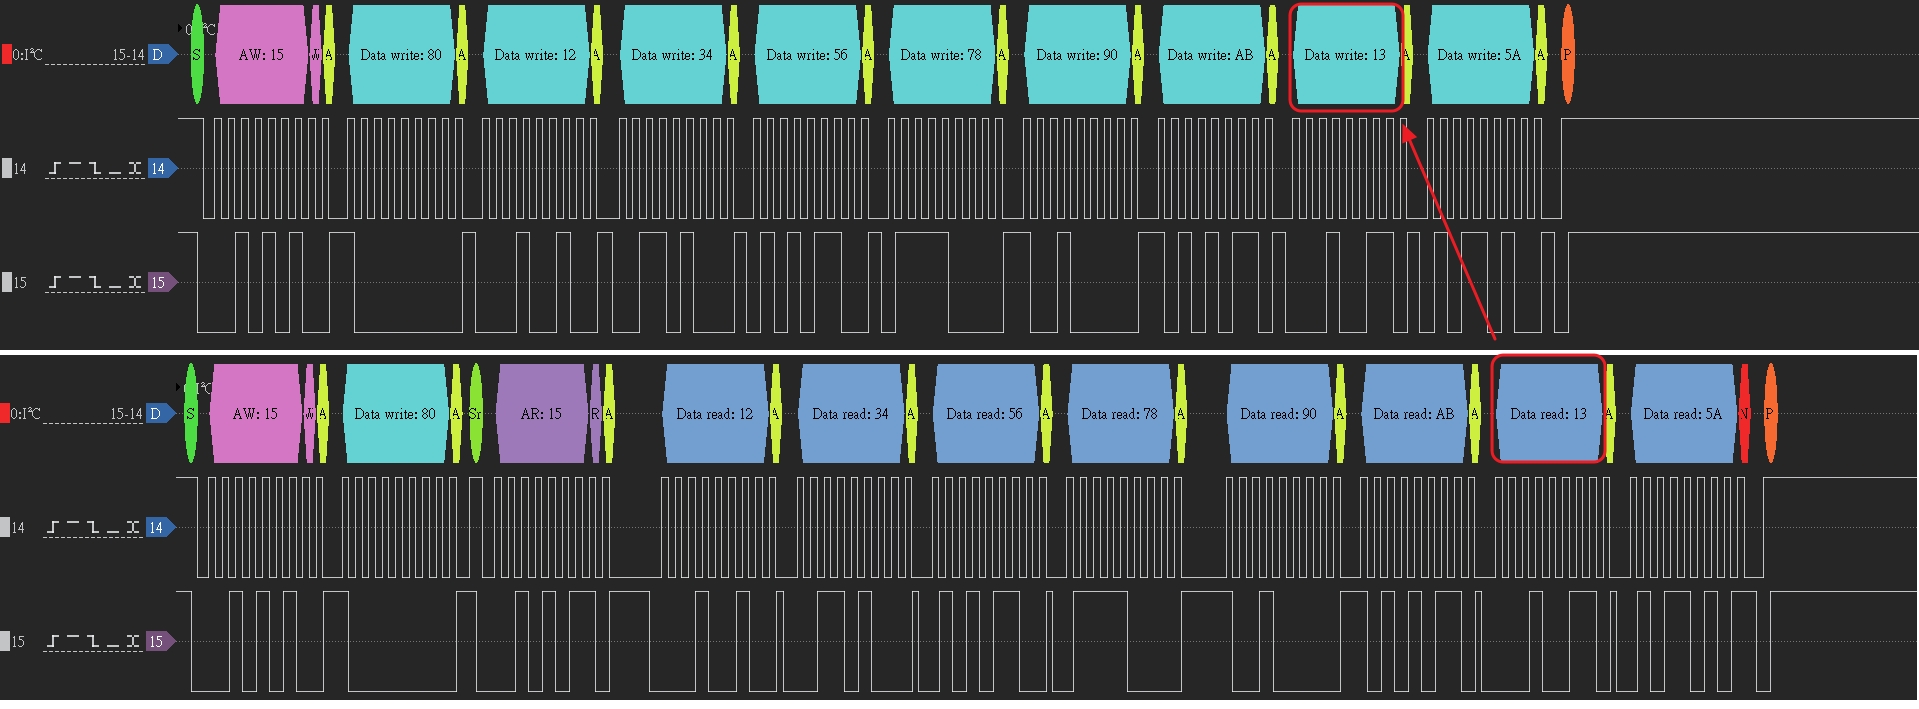 0:I²C
0:I²C 15-14 D S AW: 15 W A Data write: 80 A Data write: 12 A Data write: 34 A Data write: 56 A Data write: 78 A Data write: 90 A Data write: AB A Data write: 13 A Data write: 5A A P
14 14
15 15
0:I²C 15-14 D S AW: 15 W A Data write: 80 A Sr AR: 15 R A Data read: 12 A Data read: 34 A Data read: 56 A Data read: 78 A Data read: 90 A Data read: AB A Data read: 13 A Data read: 5A N P
14 14
15 15